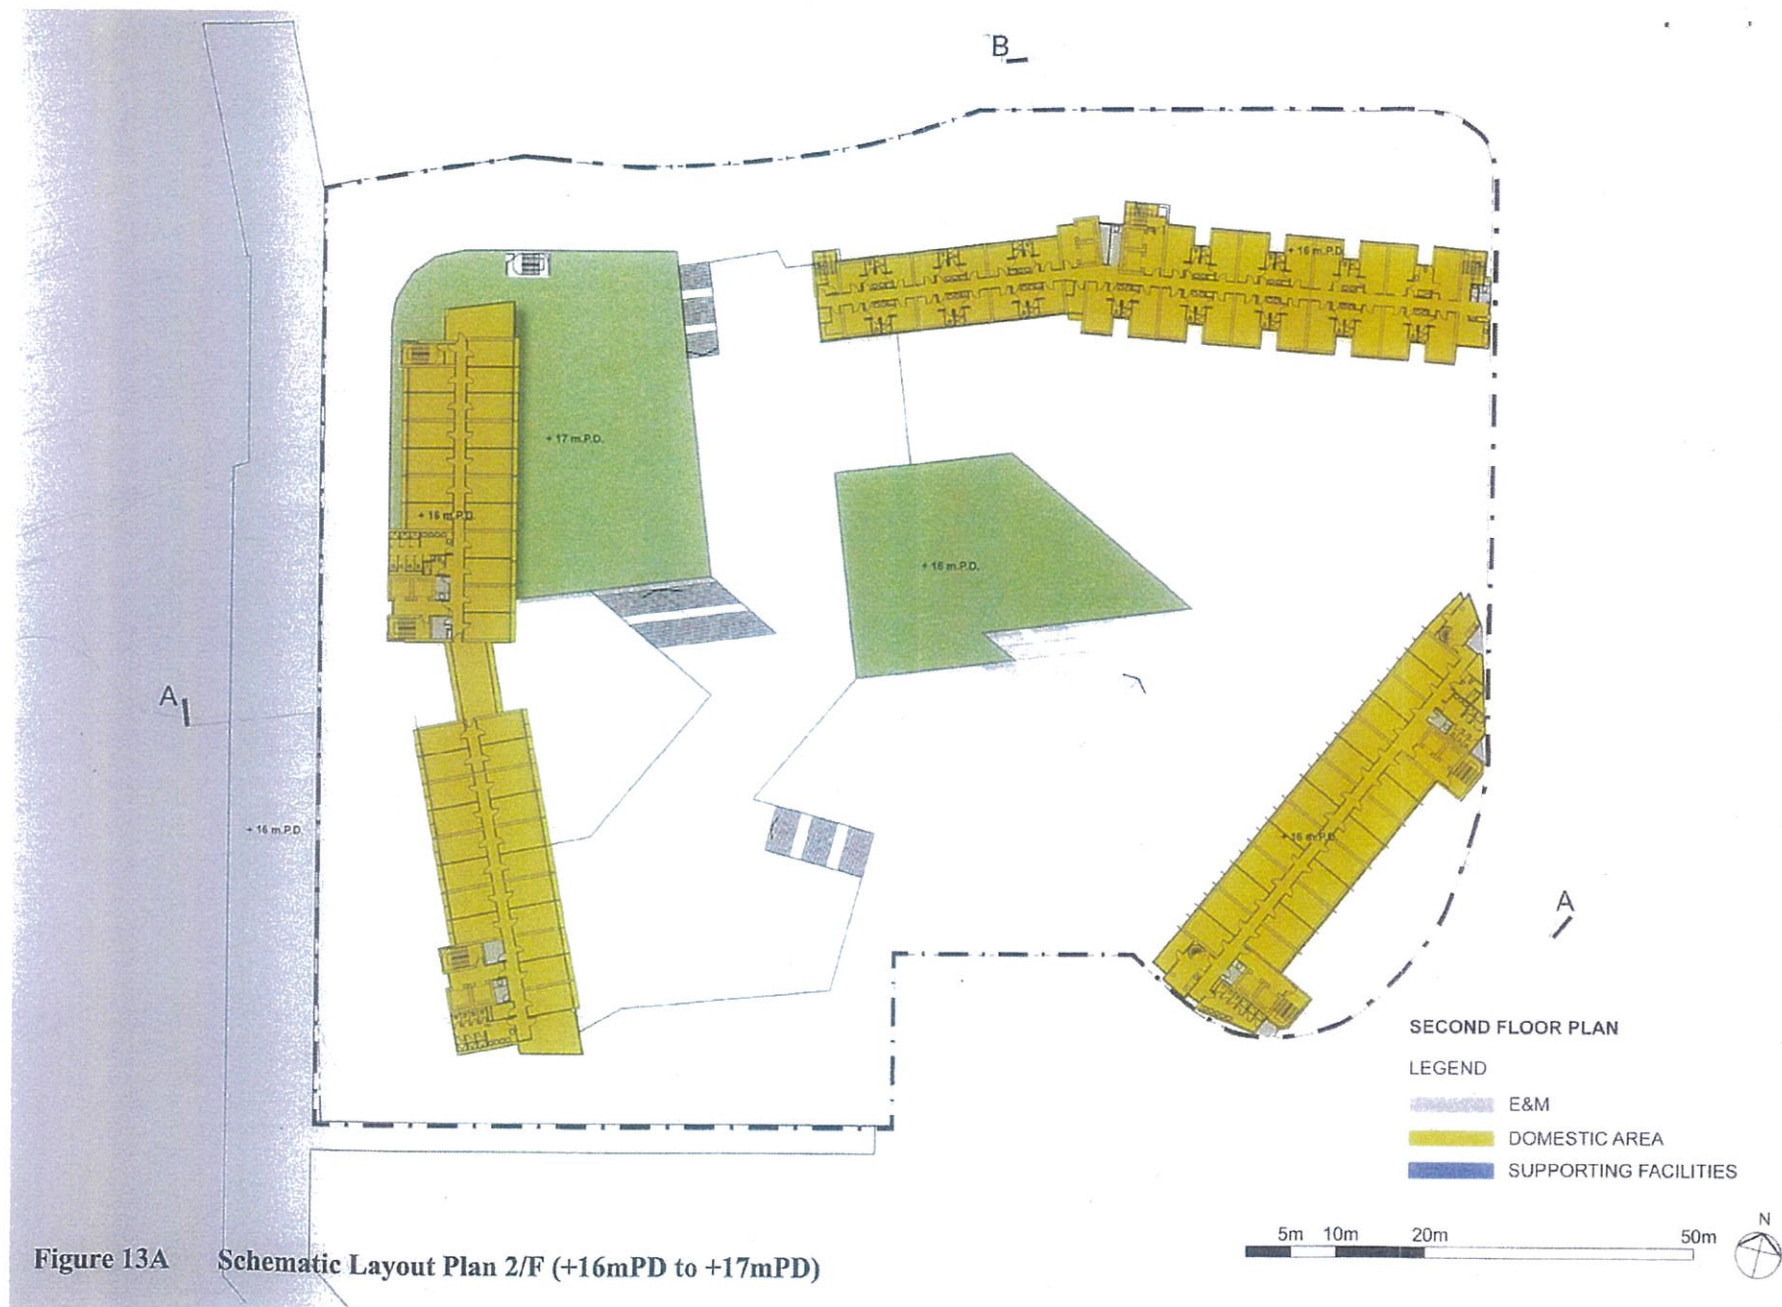 B
+ 16 m.P.D.
+ 17 m.P.D.
+ 16 m.P.D.
+ 16 m.P.D.
A
+ 16 m.P.D.
+ 16 m.P.D.
A
SECOND FLOOR PLAN
LEGEND
E&M
DOMESTIC AREA
SUPPORTING FACILITIES
5m 10m 20m 50m
N
Figure 13A Schematic Layout Plan 2/F (+16mPD to +17mPD)